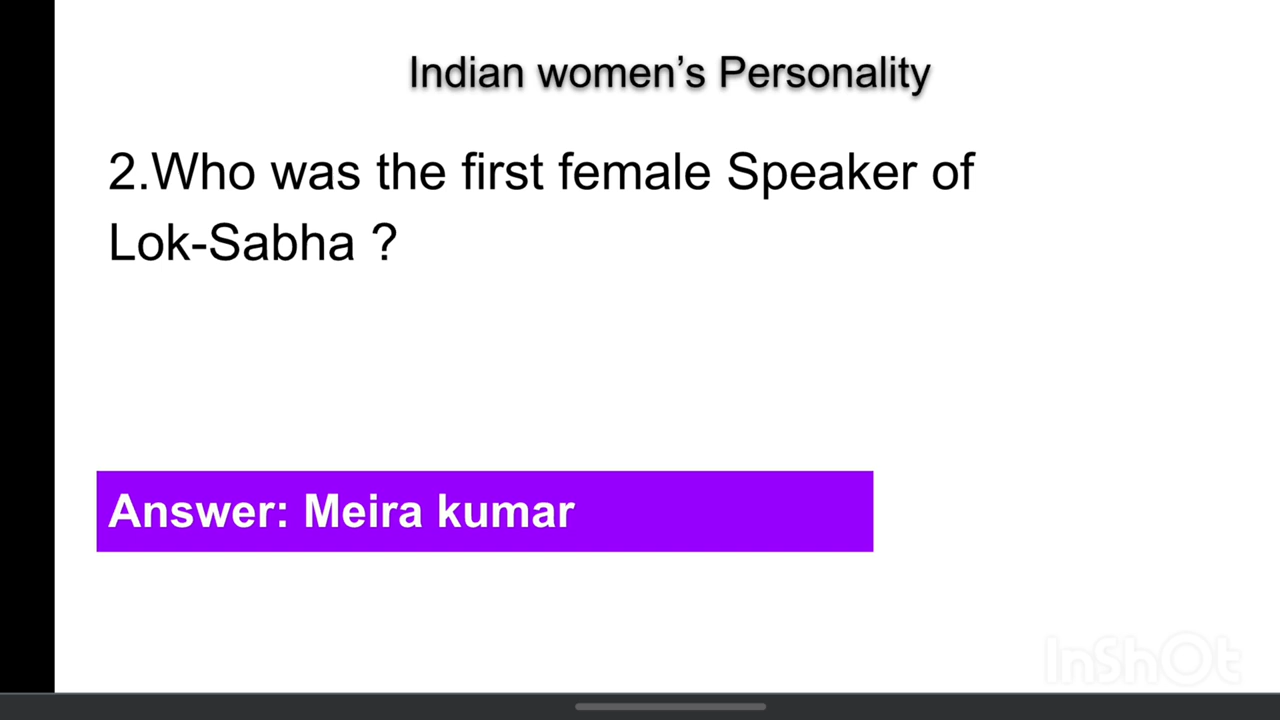 Indian women’s Personality
2.Who was the first female Speaker of
Lok-Sabha ?
Answer: Meira kumar
InShOt